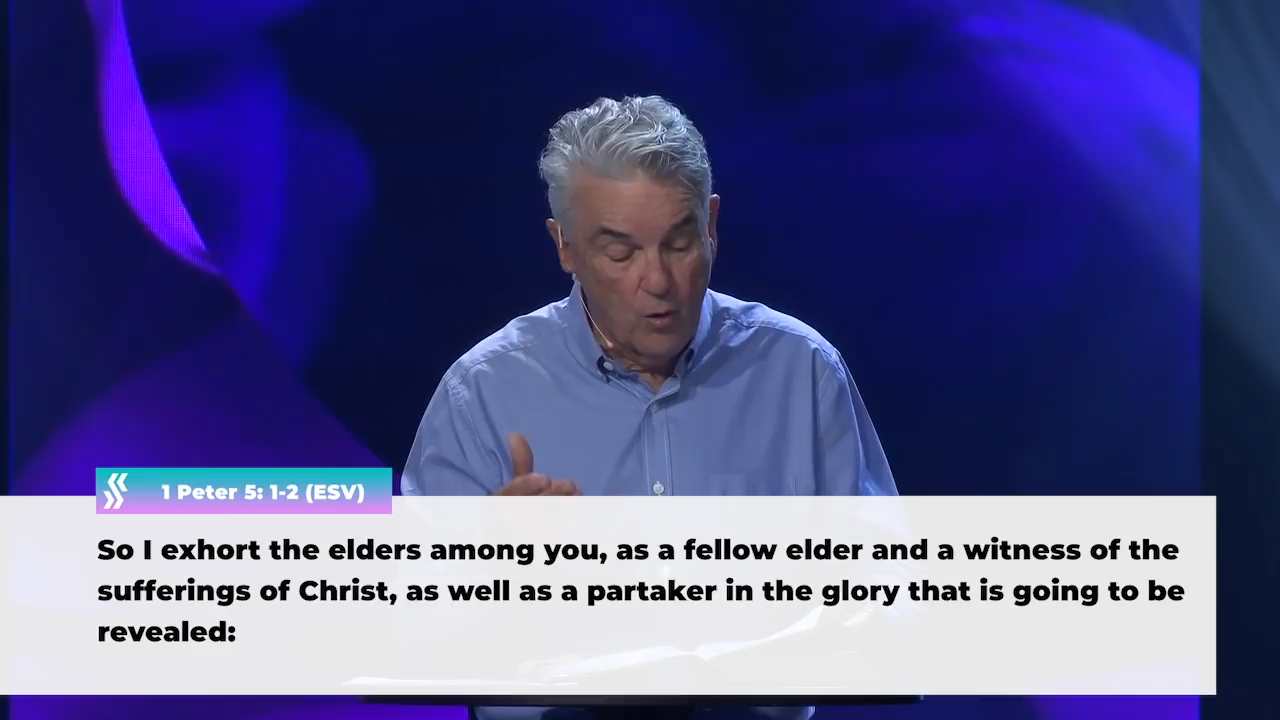 1 Peter 5: 1-2 (ESV)
So I exhort the elders among you, as a fellow elder and a witness of the
sufferings of Christ, as well as a partaker in the glory that is going to be
revealed: